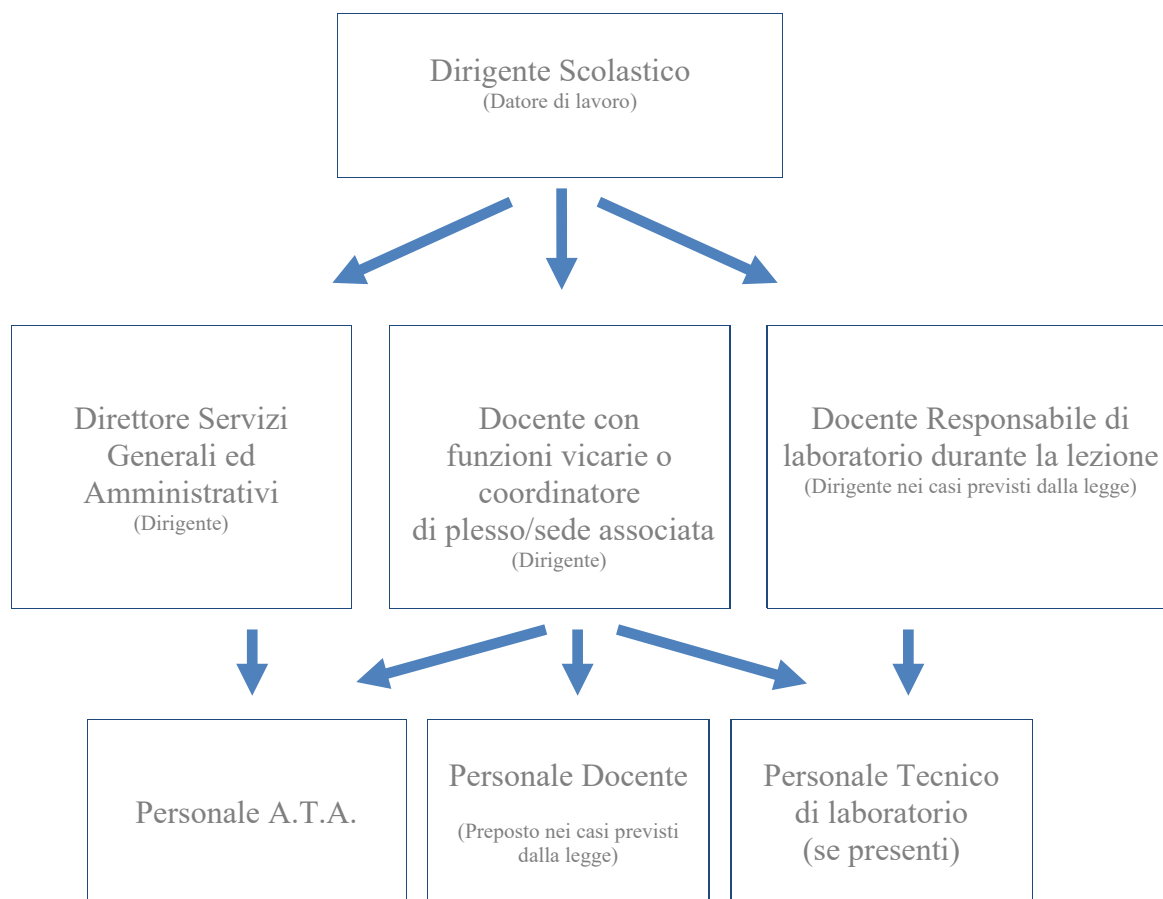 Dirigente Scolastico
(Datore di lavoro)
Direttore Servizi
Generali ed
Amministrativi
(Dirigente)
Docente con
funzioni vicarie o
coordinatore
di plesso/sede associata
(Dirigente)
Docente Responsabile di
laboratorio durante la lezione
(Dirigente nei casi previsti dalla legge)
Personale A.T.A.
Personale Docente
(Preposto nei casi previsti
dalla legge)
Personale Tecnico
di laboratorio
(se presenti)